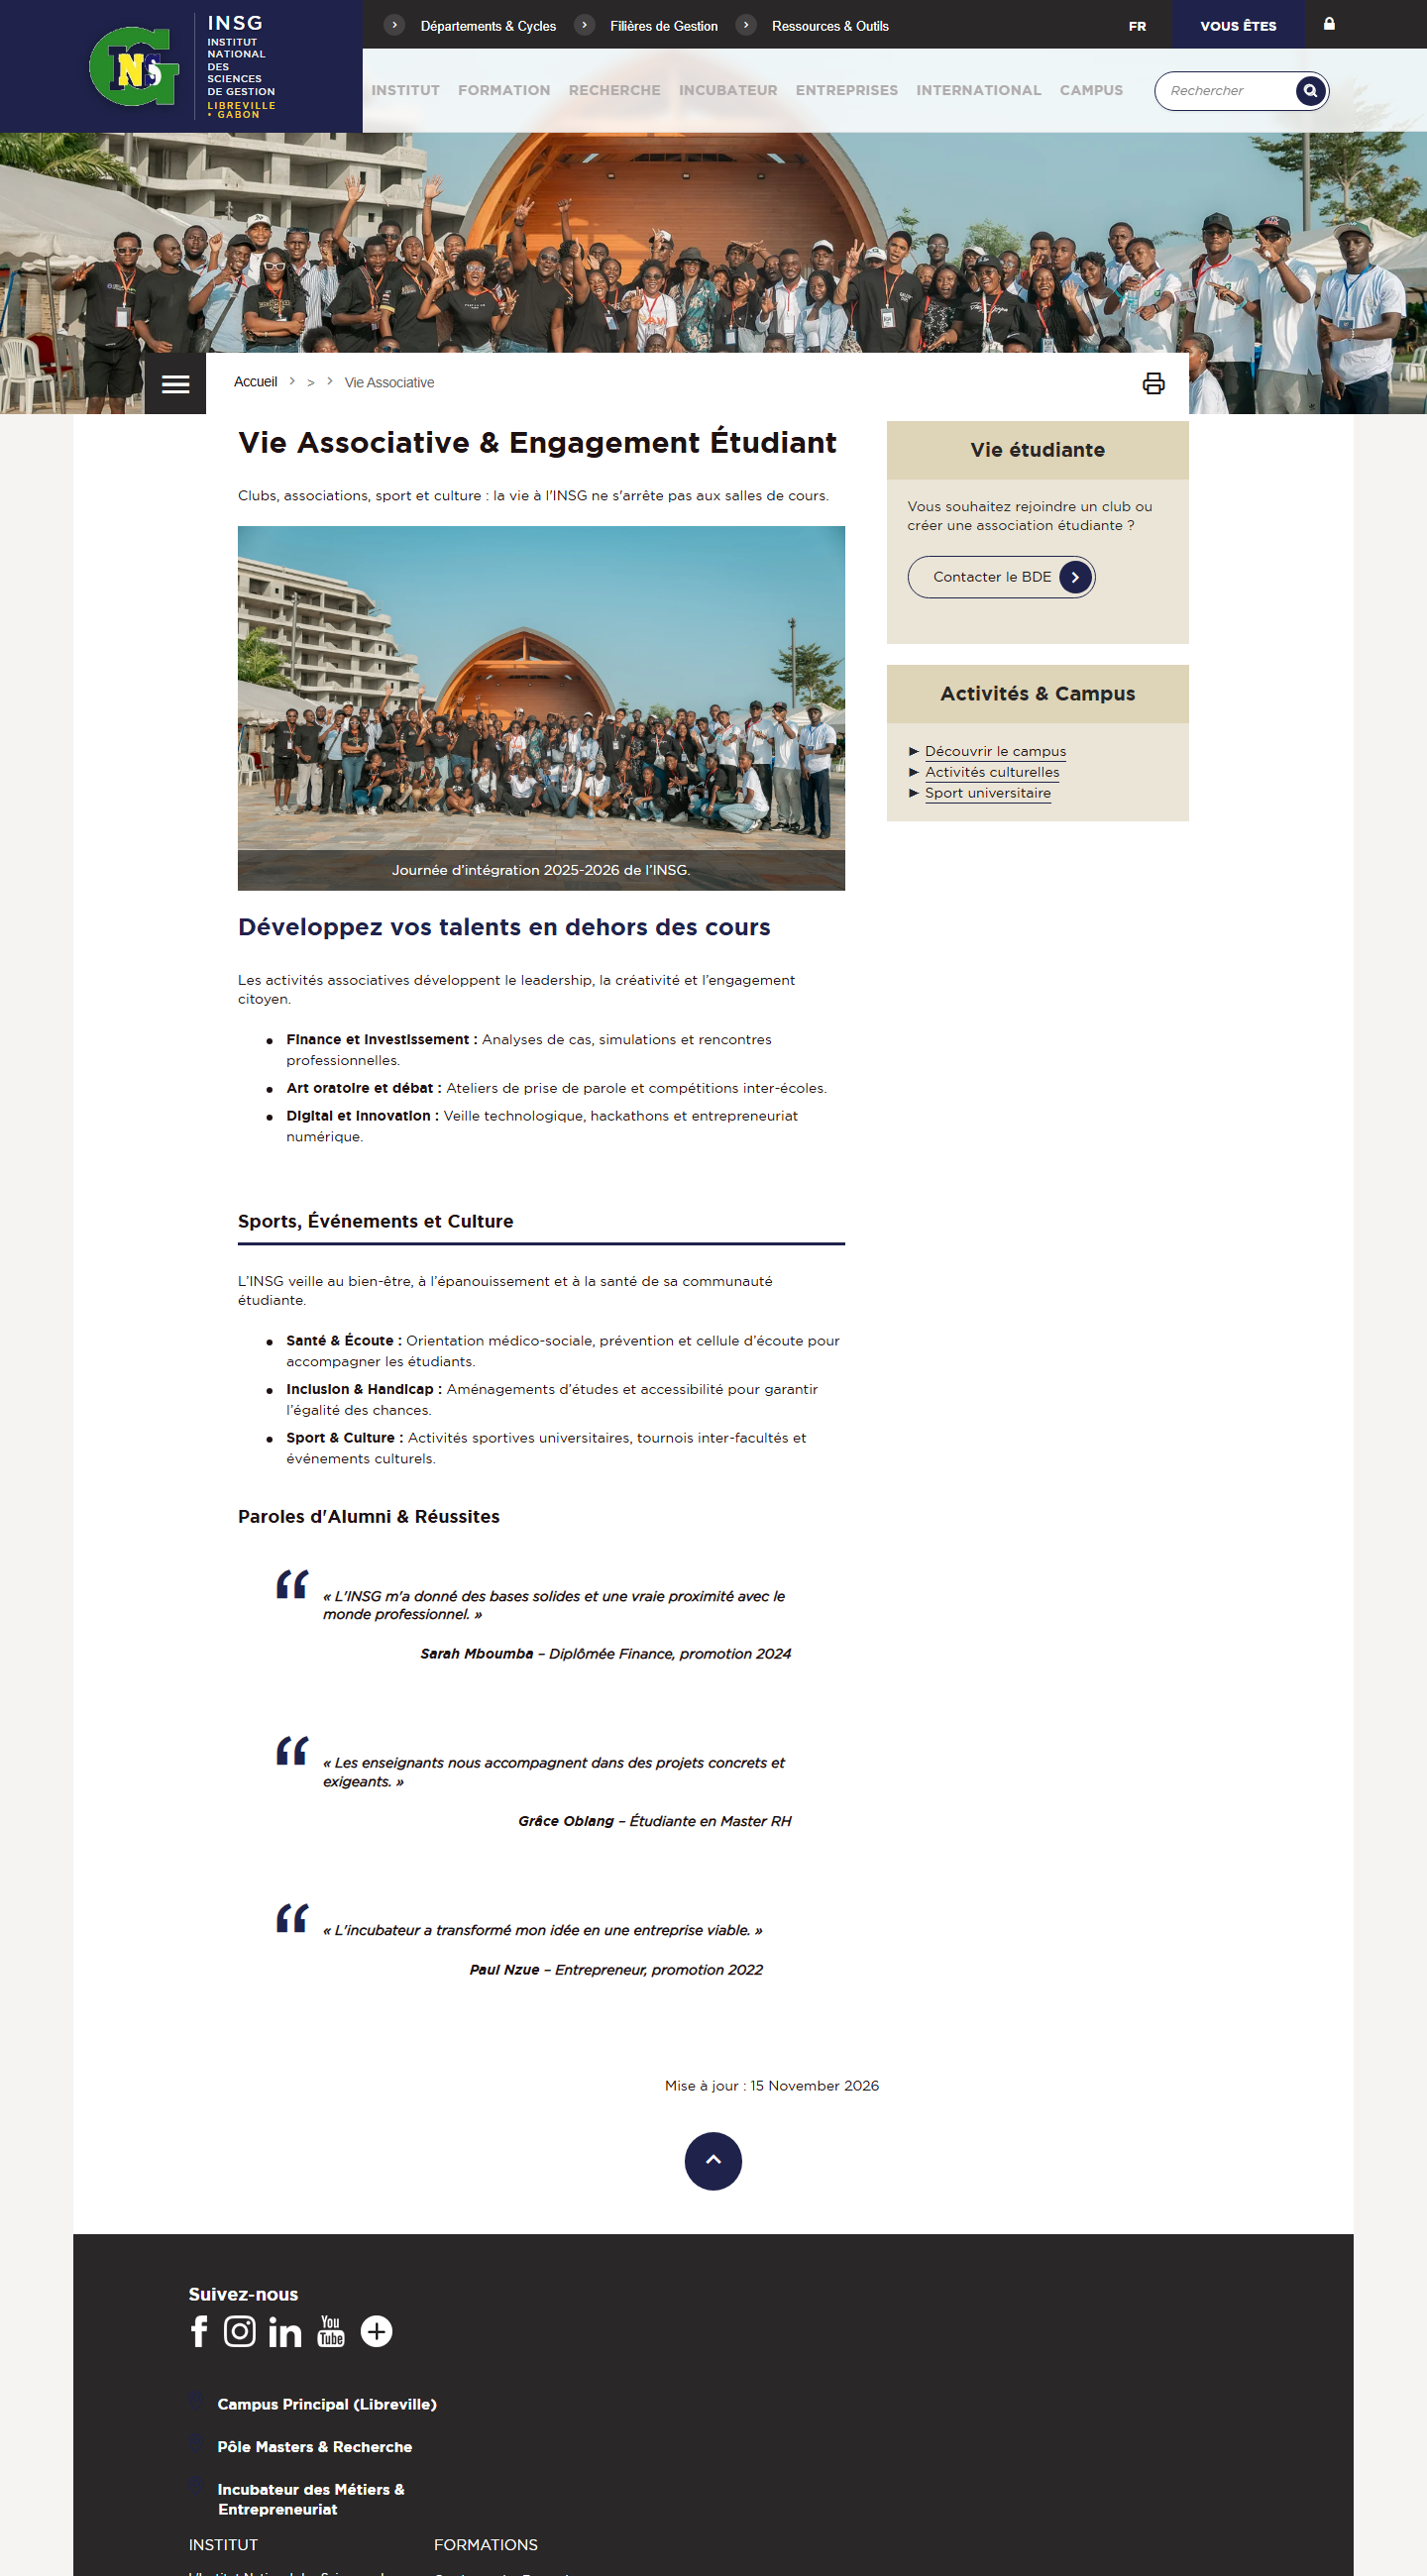 INSG
INSTITUT
NATIONAL
DES
SCIENCES
DE GESTION
LIBREVILLE
• GABON
Départements & Cycles
Filières de Gestion
Ressources & Outils
FR
VOUS ÊTES
INSTITUT
FORMATION
RECHERCHE
INCUBATEUR
ENTREPRISES
INTERNATIONAL
CAMPUS
Rechercher
Accueil > Vie Associative
Vie Associative & Engagement Étudiant
Clubs, associations, sport et culture : la vie à l'INSG ne s'arrête pas aux salles de cours.
Journée d’intégration 2025-2026 de l’INSG.
Développez vos talents en dehors des cours
Les activités associatives développent le leadership, la créativité et l’engagement
citoyen.
Finance et investissement : Analyses de cas, simulations et rencontres
professionnelles.
Art oratoire et débat : Ateliers de prise de parole et compétitions inter-écoles.
Digital et innovation : Veille technologique, hackathons et entrepreneuriat
numérique.
Sports, Événements et Culture
L’INSG veille au bien-être, à l’épanouissement et à la santé de sa communauté
étudiante.
Santé & Écoute : Orientation médico-sociale, prévention et cellule d’écoute pour
accompagner les étudiants.
Inclusion & Handicap : Aménagements d’études et accessibilité pour garantir
l’égalité des chances.
Sport & Culture : Activités sportives universitaires, tournois inter-facultés et
événements culturels.
Paroles d'Alumni & Réussites
« L'INSG m'a donné des bases solides et une vraie proximité avec le
monde professionnel. »
Sarah Mboumba – Diplômée Finance, promotion 2024
« Les enseignants nous accompagnent dans des projets concrets et
exigeants. »
Grâce Obiang – Étudiante en Master RH
« L'incubateur a transformé mon idée en une entreprise viable. »
Paul Nzue – Entrepreneur, promotion 2022
Vie étudiante
Vous souhaitez rejoindre un club ou
créer une association étudiante ?
Contacter le BDE
Activités & Campus
Découvrir le campus
Activités culturelles
Sport universitaire
Mise à jour : 15 November 2026
Suivez-nous
You
Tube
Campus Principal (Libreville)
Pôle Masters & Recherche
Incubateur des Métiers &
Entrepreneuriat
INSTITUT
FORMATIONS